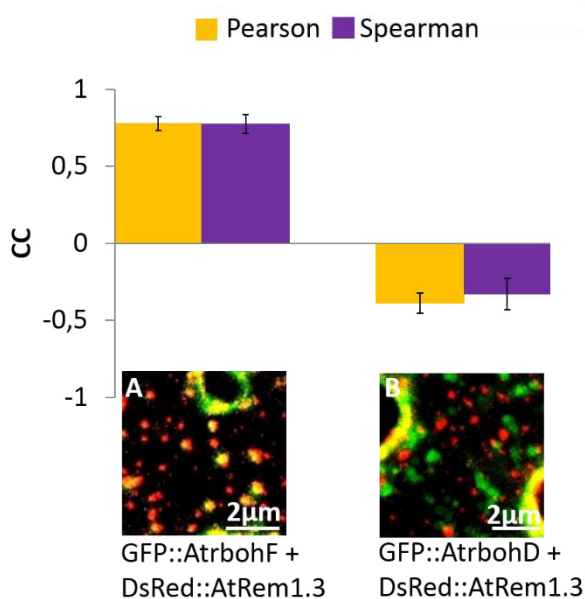 Pearson Spearman
1
0,5
0
-0,5
-1
CC
A
2µm
B
2µm
GFP::AtrbohF +
DsRed::AtRem1.3
GFP::AtrbohD +
DsRed::AtRem1.3